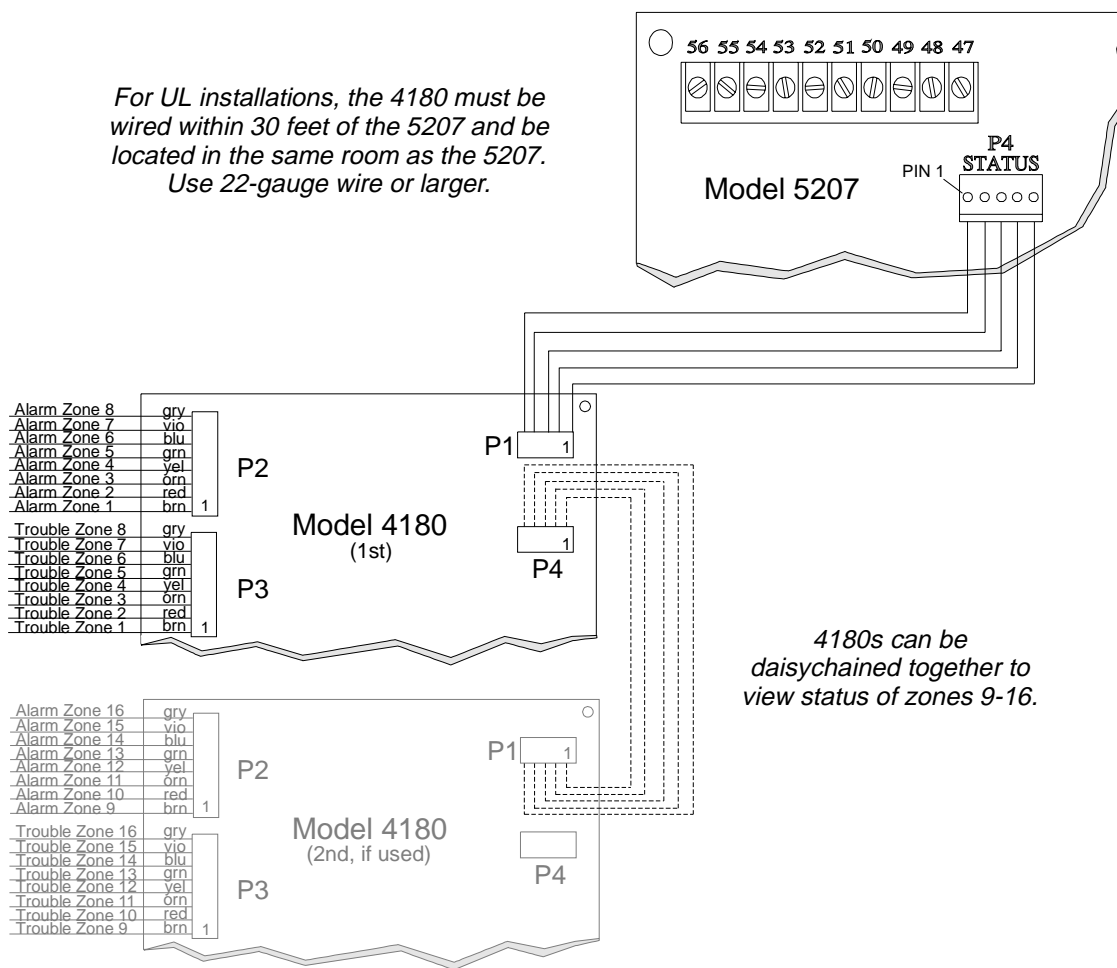 56 55 54 53 52 51 50 49 48 47
For UL installations, the 4180 must be
wired within 30 feet of the 5207 and be
located in the same room as the 5207.
Use 22-gauge wire or larger.
P4
STATUS
PIN 1
Model 5207
Alarm Zone 8 gry
Alarm Zone 7 vio
Alarm Zone 6 blu
Alarm Zone 5 grn
Alarm Zone 4 yel
Alarm Zone 3 orn
Alarm Zone 2 red
Alarm Zone 1 brn 1
P2
P1 1
Model 4180
(1st)
P4 1
Trouble Zone 8 gry
Trouble Zone 7 vio
Trouble Zone 6 blu
Trouble Zone 5 grn
Trouble Zone 4 yel
Trouble Zone 3 orn
Trouble Zone 2 red
Trouble Zone 1 brn 1
P3
4180s can be
daisychained together to
view status of zones 9-16.
Alarm Zone 16 gry
Alarm Zone 15 vio
Alarm Zone 14 blu
Alarm Zone 13 grn
Alarm Zone 12 yel
Alarm Zone 11 orn
Alarm Zone 10 red
Alarm Zone 9 brn 1
P2
P1 1
Model 4180
(2nd, if used)
P4
Trouble Zone 16 gry
Trouble Zone 15 vio
Trouble Zone 14 blu
Trouble Zone 13 grn
Trouble Zone 12 yel
Trouble Zone 11 orn
Trouble Zone 10 red
Trouble Zone 9 brn 1
P3